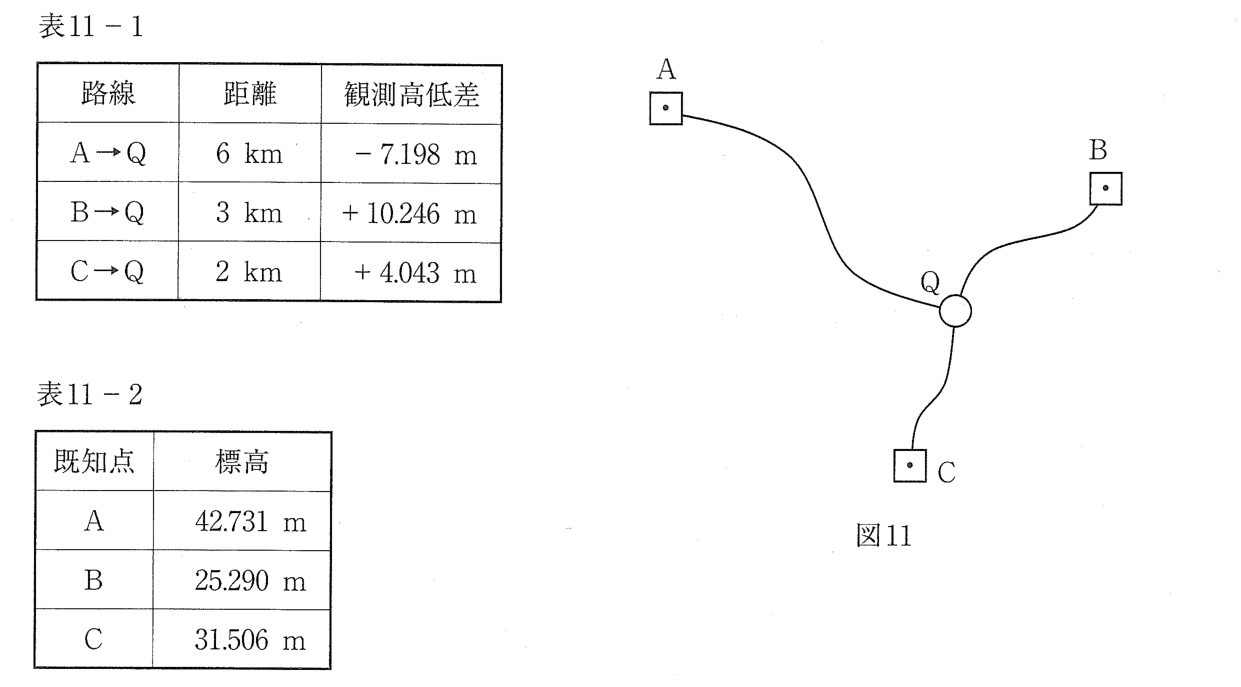 表11－1
路線 距離 観測高低差
A→Q 6 km －7.198 m
B→Q 3 km ＋10.246 m
C→Q 2 km ＋4.043 m
表11－2
既知点 標高
A 42.731 m
B 25.290 m
C 31.506 m
A
B
Q
C
図11